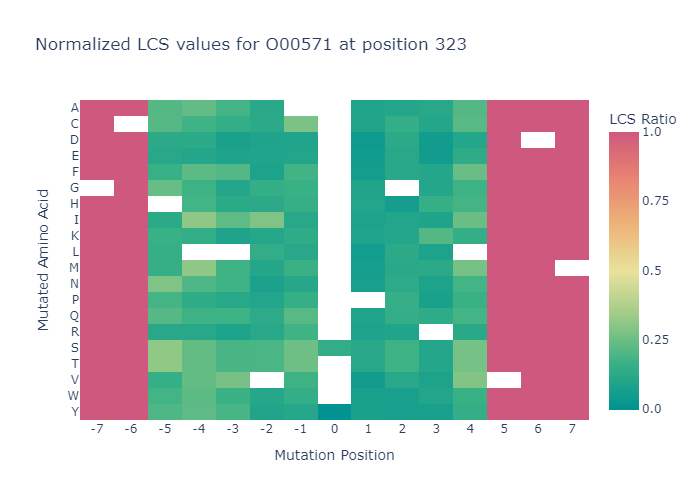 Normalized LCS values for O00571 at position 323
LCS Ratio
A
C
D
E
F
G
H
I
K
L
M
N
P
Q
R
S
T
V
W
Y
Mutated Amino Acid
1.0
0.75
0.5
0.25
0.0
-7 -6 -5 -4 -3 -2 -1 0 1 2 3 4 5 6 7
Mutation Position